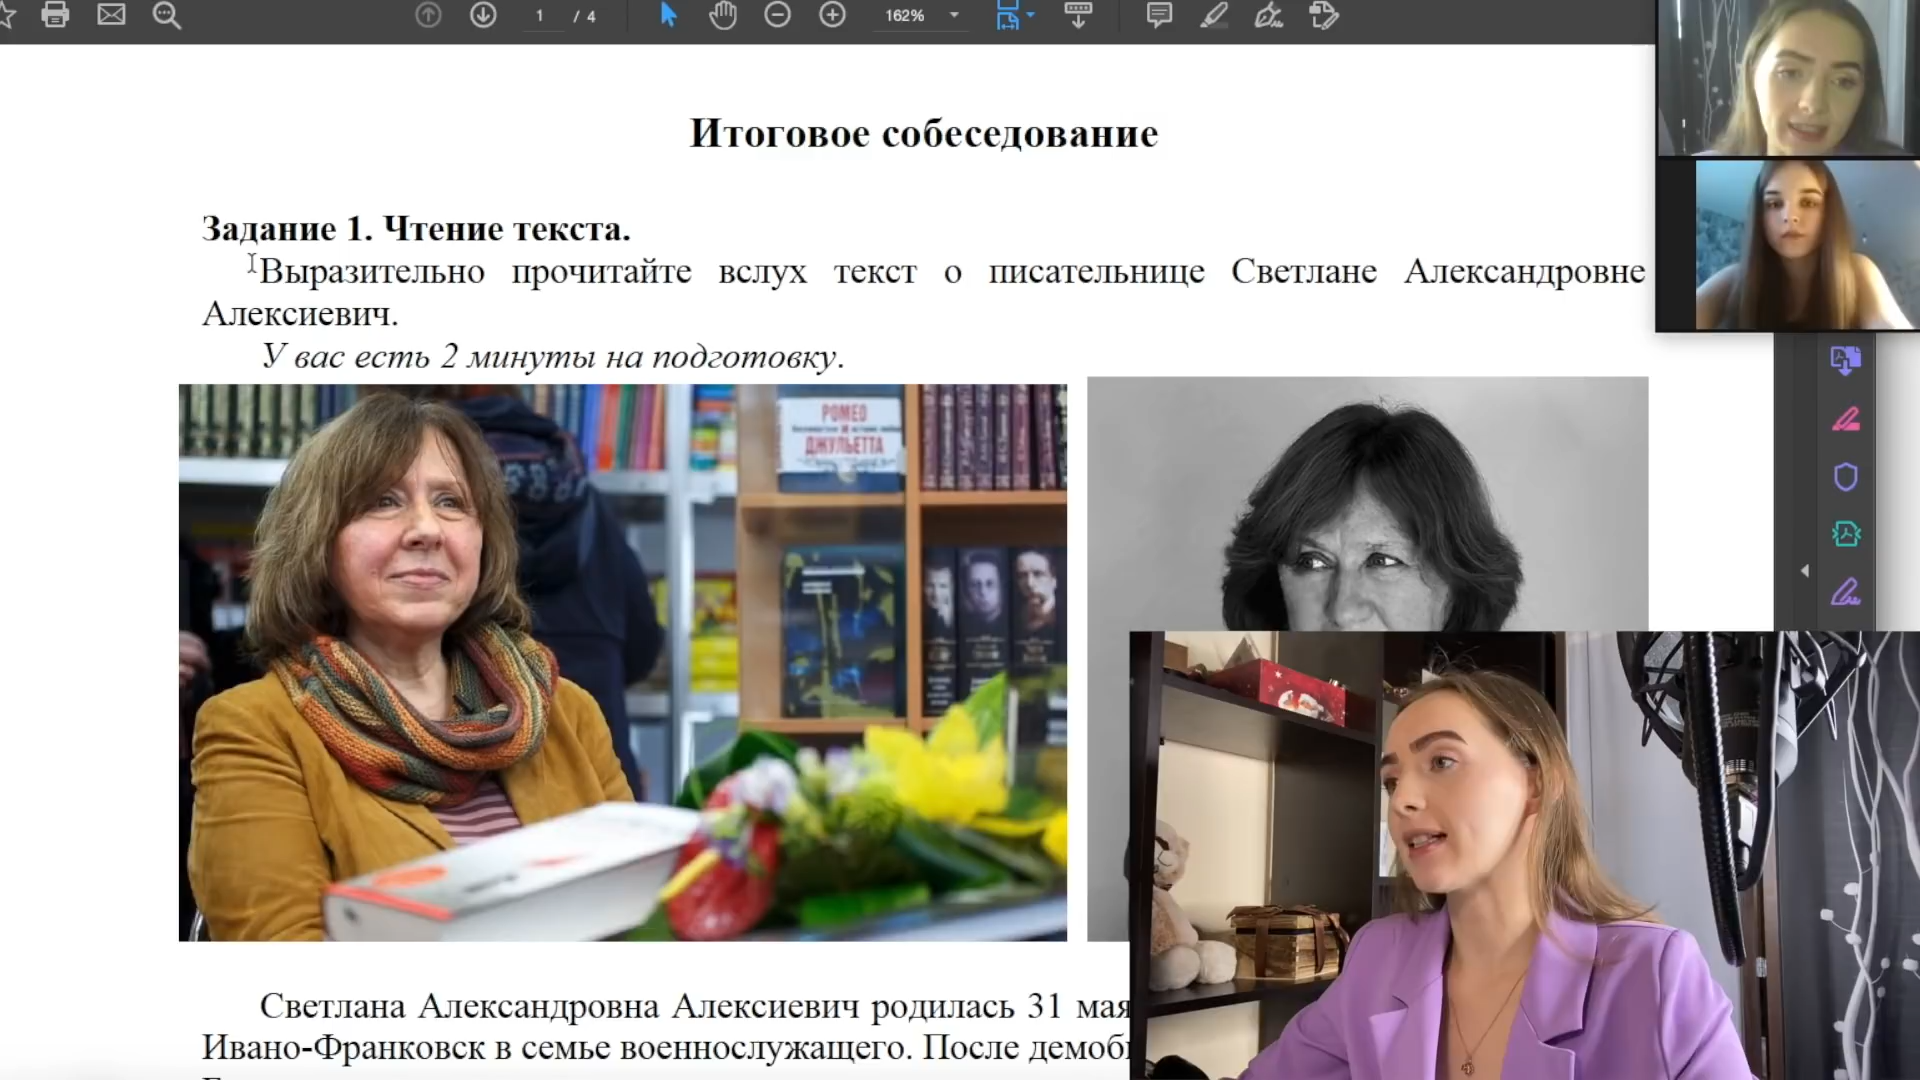 1 / 4
162%
Итоговое собеседование
Задание 1. Чтение текста.
Выразительно прочитайте вслух текст о писательнице Светлане Александровне
Алексиевич.
У вас есть 2 минуты на подготовку.
РОМЕО
ДЖУЛЬЕТТА
Светлана Александровна Алексиевич родилась 31 мая
Ивано-Франковск в семье военнослужащего. После демоб